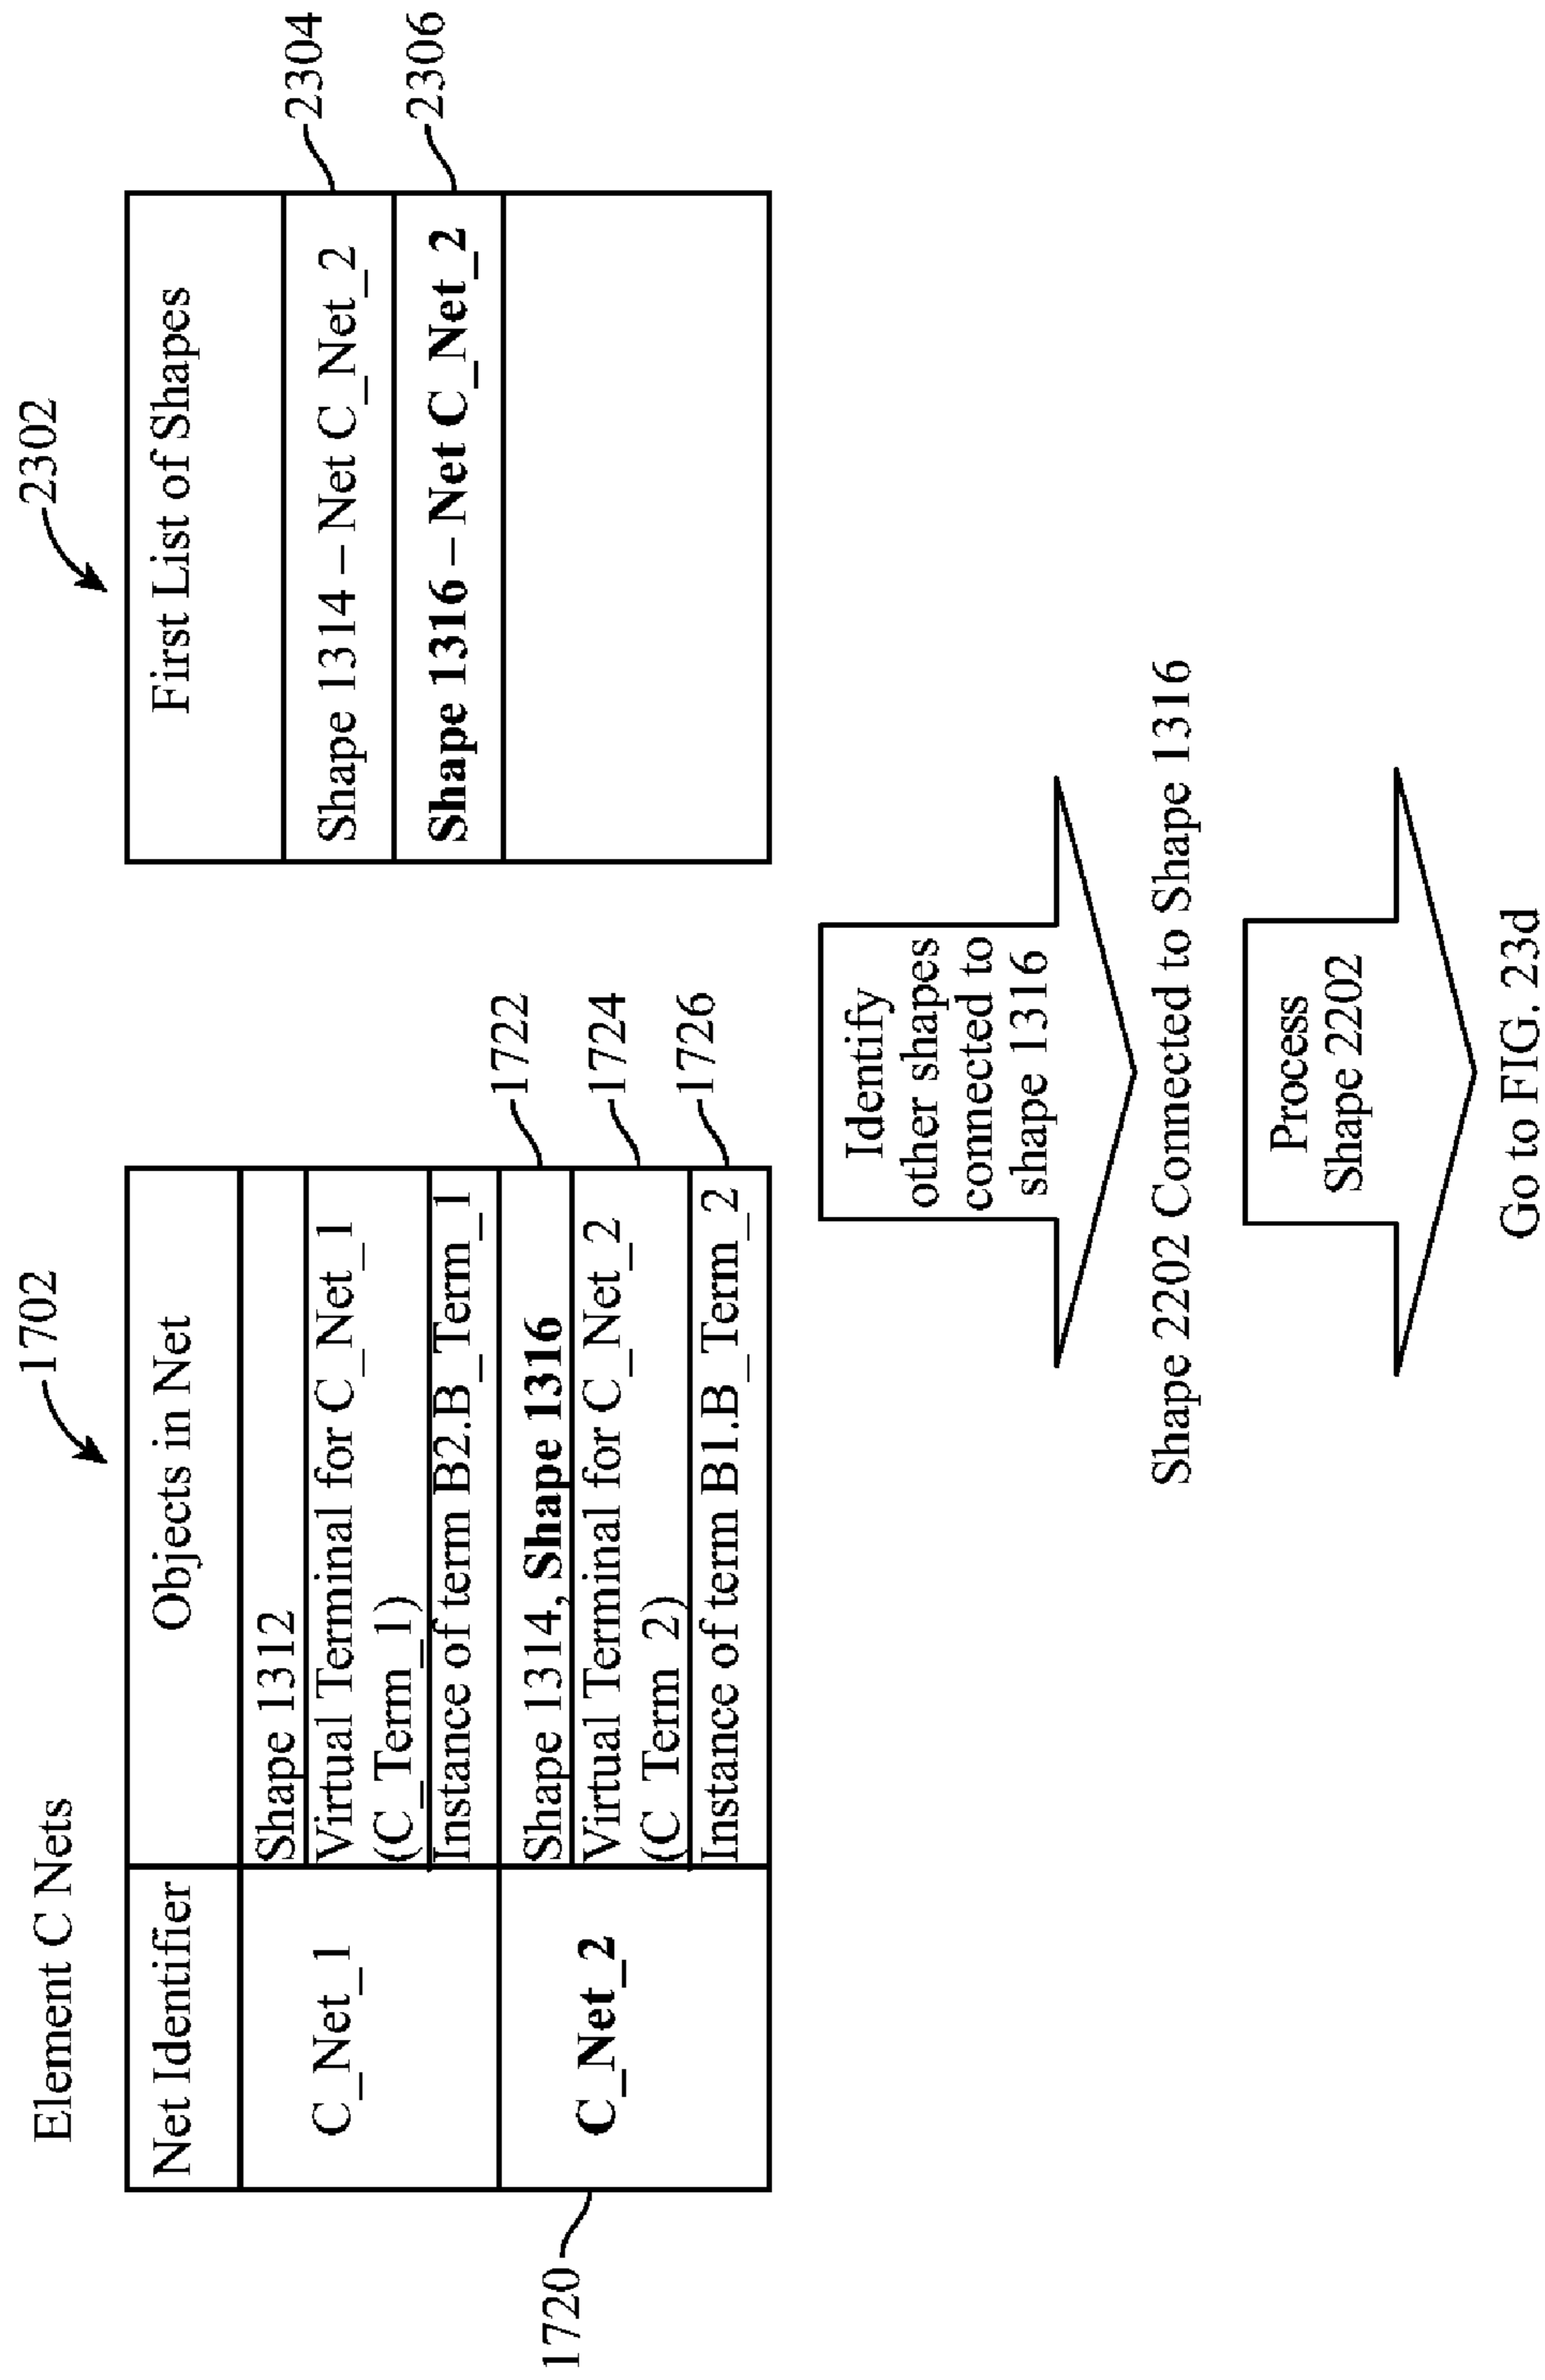 Element C Nets
1702
Net Identifier
Objects in Net
C_Net_1
Shape 1312
Virtual Terminal for C_Net_1
(C_Term_1)
Instance of term B2.B_Term_1
1720
C_Net_2
Shape 1314, Shape 1316
1722
Virtual Terminal for C_Net_2
(C_Term_2)
1724
Instance of term B1.B_Term_2
1726
2302
First List of Shapes
Shape 1314 – Net C_Net_2
2304
Shape 1316 – Net C_Net_2
2306
Identify
other shapes
connected to
shape 1316
Shape 2202 Connected to Shape 1316
Process
Shape 2202
Go to FIG. 23d